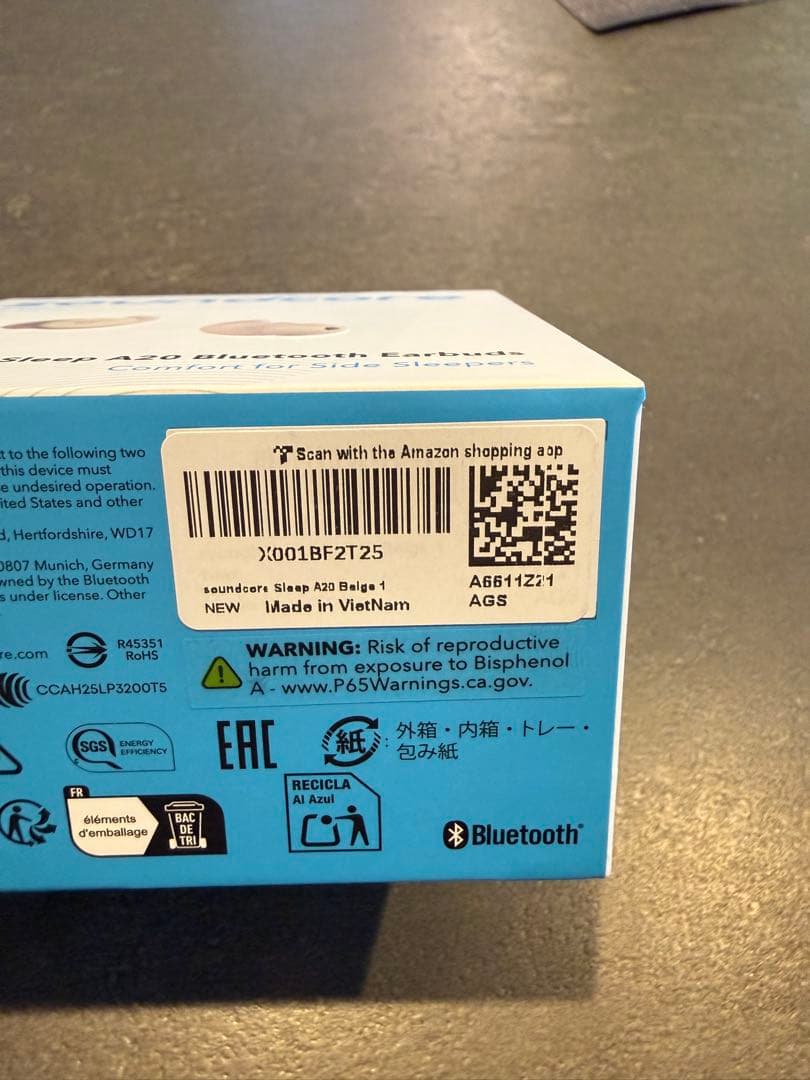 soundcore
Sleep A20 Bluetooth Earbuds
Comfort for Side Sleepers
t to the following two
this device must
e undesired operation.
ited States and other
d, Hertfordshire, WD17
0807 Munich, Germany
wned by the Bluetooth
s under license. Other
re.com
R45351
RoHS
CCAH25LP3200T5
SGS ENERGY
EFFICIENCY
FR
éléments
d'emballage
BAC
DE
TRI
Scan with the Amazon shopping app
X001BF2T25
soundcore Sleep A20 Beige 1
NEW Made in VietNam
A6611Z21
AGS
WARNING: Risk of reproductive
harm from exposure to Bisphenol
A - www.P65Warnings.ca.gov.
EAC
紙 : 外箱・内箱・トレー・
包み紙
RECICLA
Al Azul
Bluetooth®